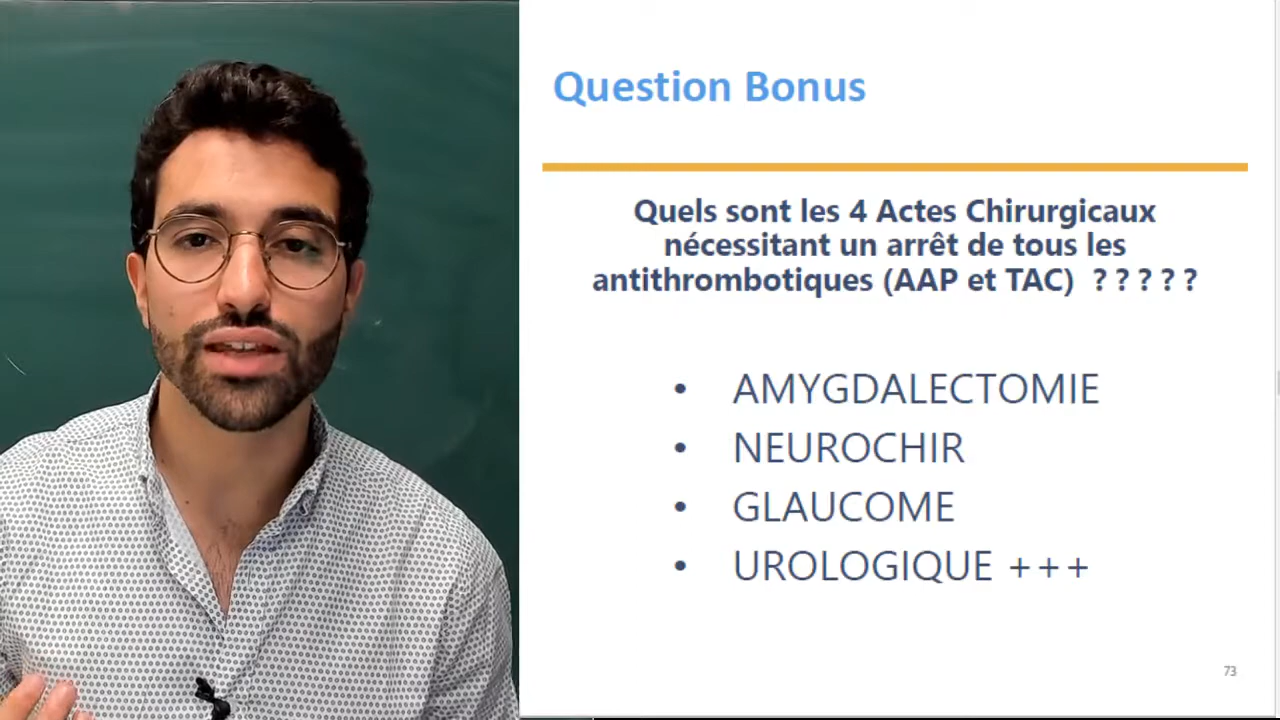 Question Bonus
Quels sont les 4 Actes Chirurgicaux
nécessitant un arrêt de tous les
antithrombotiques (AAP et TAC) ? ? ? ? ?
• AMYGDALECTOMIE
• NEUROCHIR
• GLAUCOME
• UROLOGIQUE +++
73